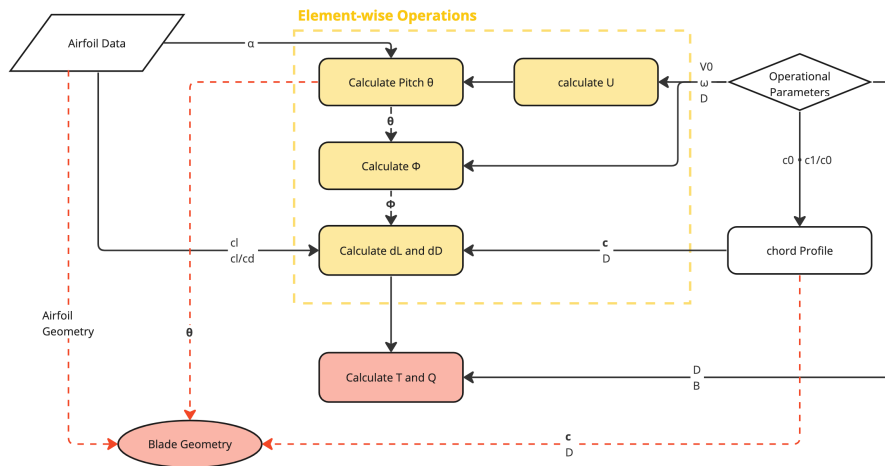 Element-wise Operations
Airfoil Data
α
V0
ω
D
Operational
Parameters
Calculate Pitch θ
calculate U
θ
Calculate Φ
c0
c1/c0
Φ
cl
cl/cd
Calculate dL and dD
c
D
chord Profile
Airfoil
Geometry
θ
Calculate T and Q
D
B
Blade Geometry
c
D